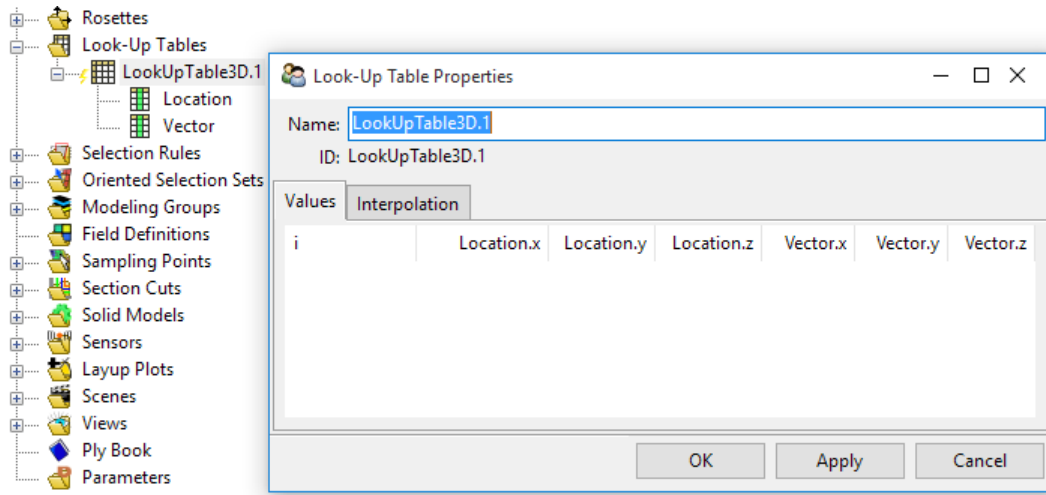 Rosettes
Look-Up Tables
LookUpTable3D.1
Location
Vector
Selection Rules
Oriented Selection Sets
Modeling Groups
Field Definitions
Sampling Points
Section Cuts
Solid Models
Sensors
Layup Plots
Scenes
Views
Ply Book
Parameters
Look-Up Table Properties
Name: LookUpTable3D.1
ID: LookUpTable3D.1
Values Interpolation
i Location.x Location.y Location.z Vector.x Vector.y Vector.z
OK Apply Cancel